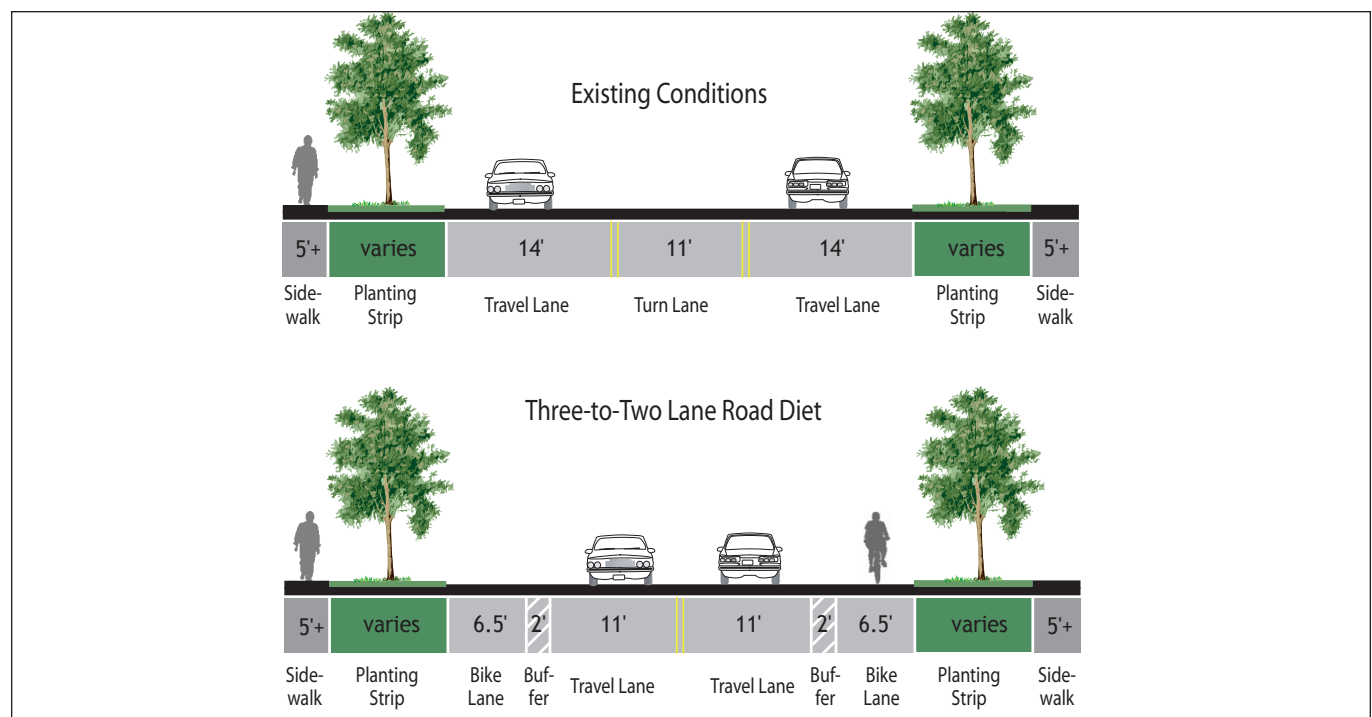 Existing Conditions
5'+ varies 14' 11' 14' varies 5'+
Side-
walk
Planting
Strip
Travel Lane
Turn Lane
Travel Lane
Planting
Strip
Side-
walk
Three-to-Two Lane Road Diet
5'+ varies 6.5' 2' 11' 11' 2' 6.5' varies 5'+
Side-
walk
Planting
Strip
Bike
Lane
Buf-
fer
Travel Lane
Travel Lane
Buf-
fer
Bike
Lane
Planting
Strip
Side-
walk